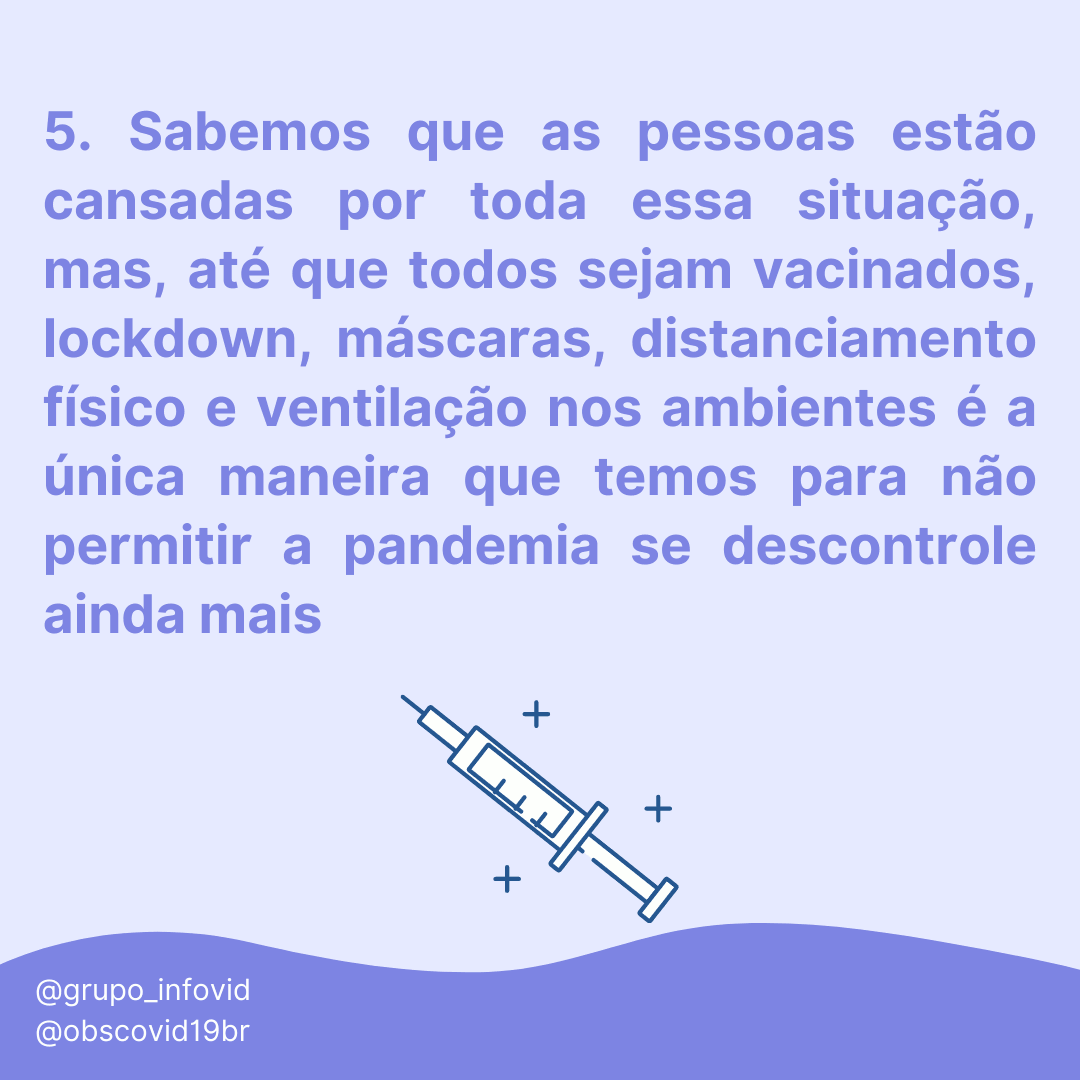 5. Sabemos que as pessoas estão
cansadas por toda essa situação,
mas, até que todos sejam vacinados,
lockdown, máscaras, distanciamento
físico e ventilação nos ambientes é a
única maneira que temos para não
permitir a pandemia se descontrole
ainda mais
@grupo_infovid
@obscovid19br